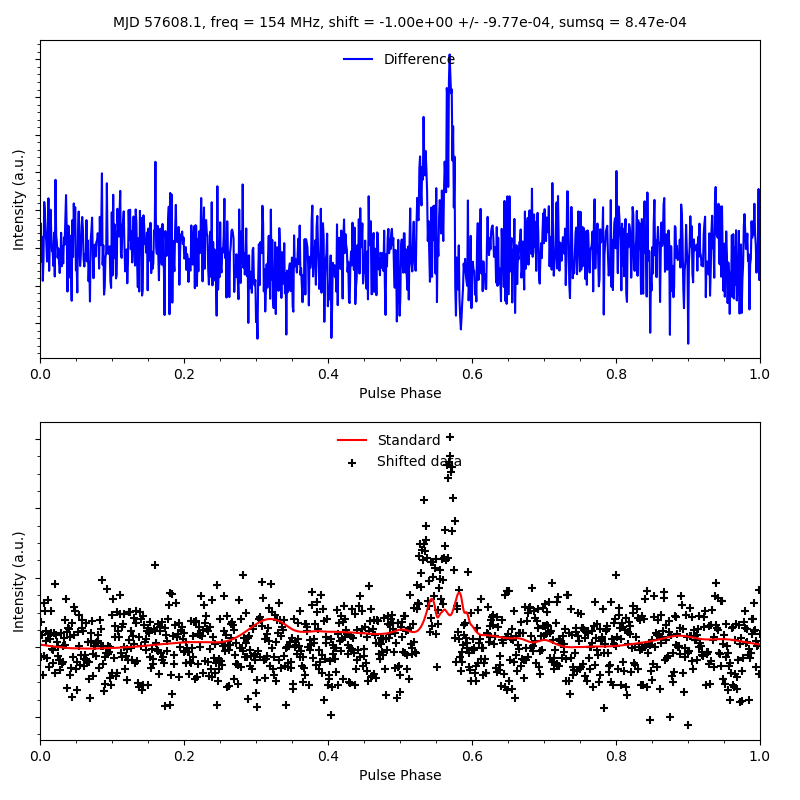 MJD 57608.1, freq = 154 MHz, shift = -1.00e+00 +/- -9.77e-04, sumsq = 8.47e-04
Difference
Intensity (a.u.)
0.0 0.2 0.4 0.6 0.8 1.0
Pulse Phase
Standard
Shifted data
Intensity (a.u.)
0.0 0.2 0.4 0.6 0.8 1.0
Pulse Phase